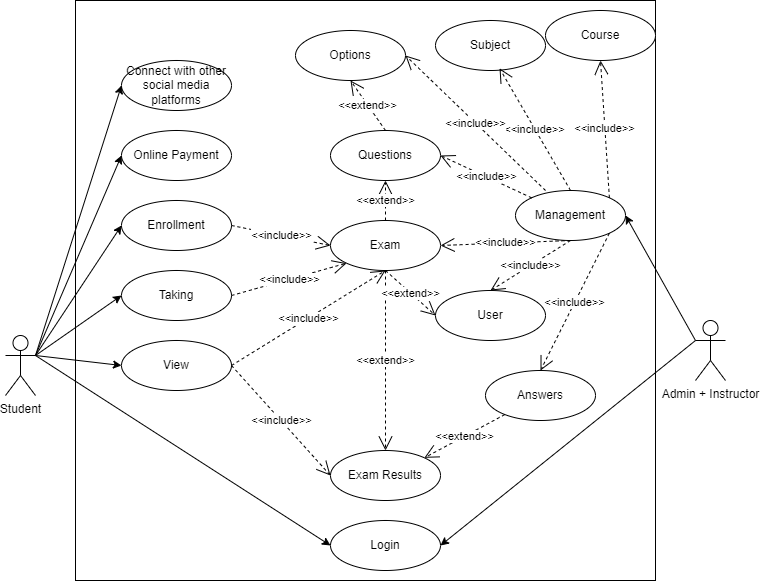 Course
Subject
Options
Connect with other
social media
platforms
<<extend>>
<<include>>
<<include>>
<<include>>
Online Payment
Questions
<<include>>
<<extend>>
Management
Enrollment
<<include>>
Exam
<<include>>
<<include>>
<<include>>
Taking
<<extend>>
<<include>>
User
<<include>>
View
<<extend>>
Student
Admin + Instructor
Answers
<<include>>
<<extend>>
Exam Results
Login